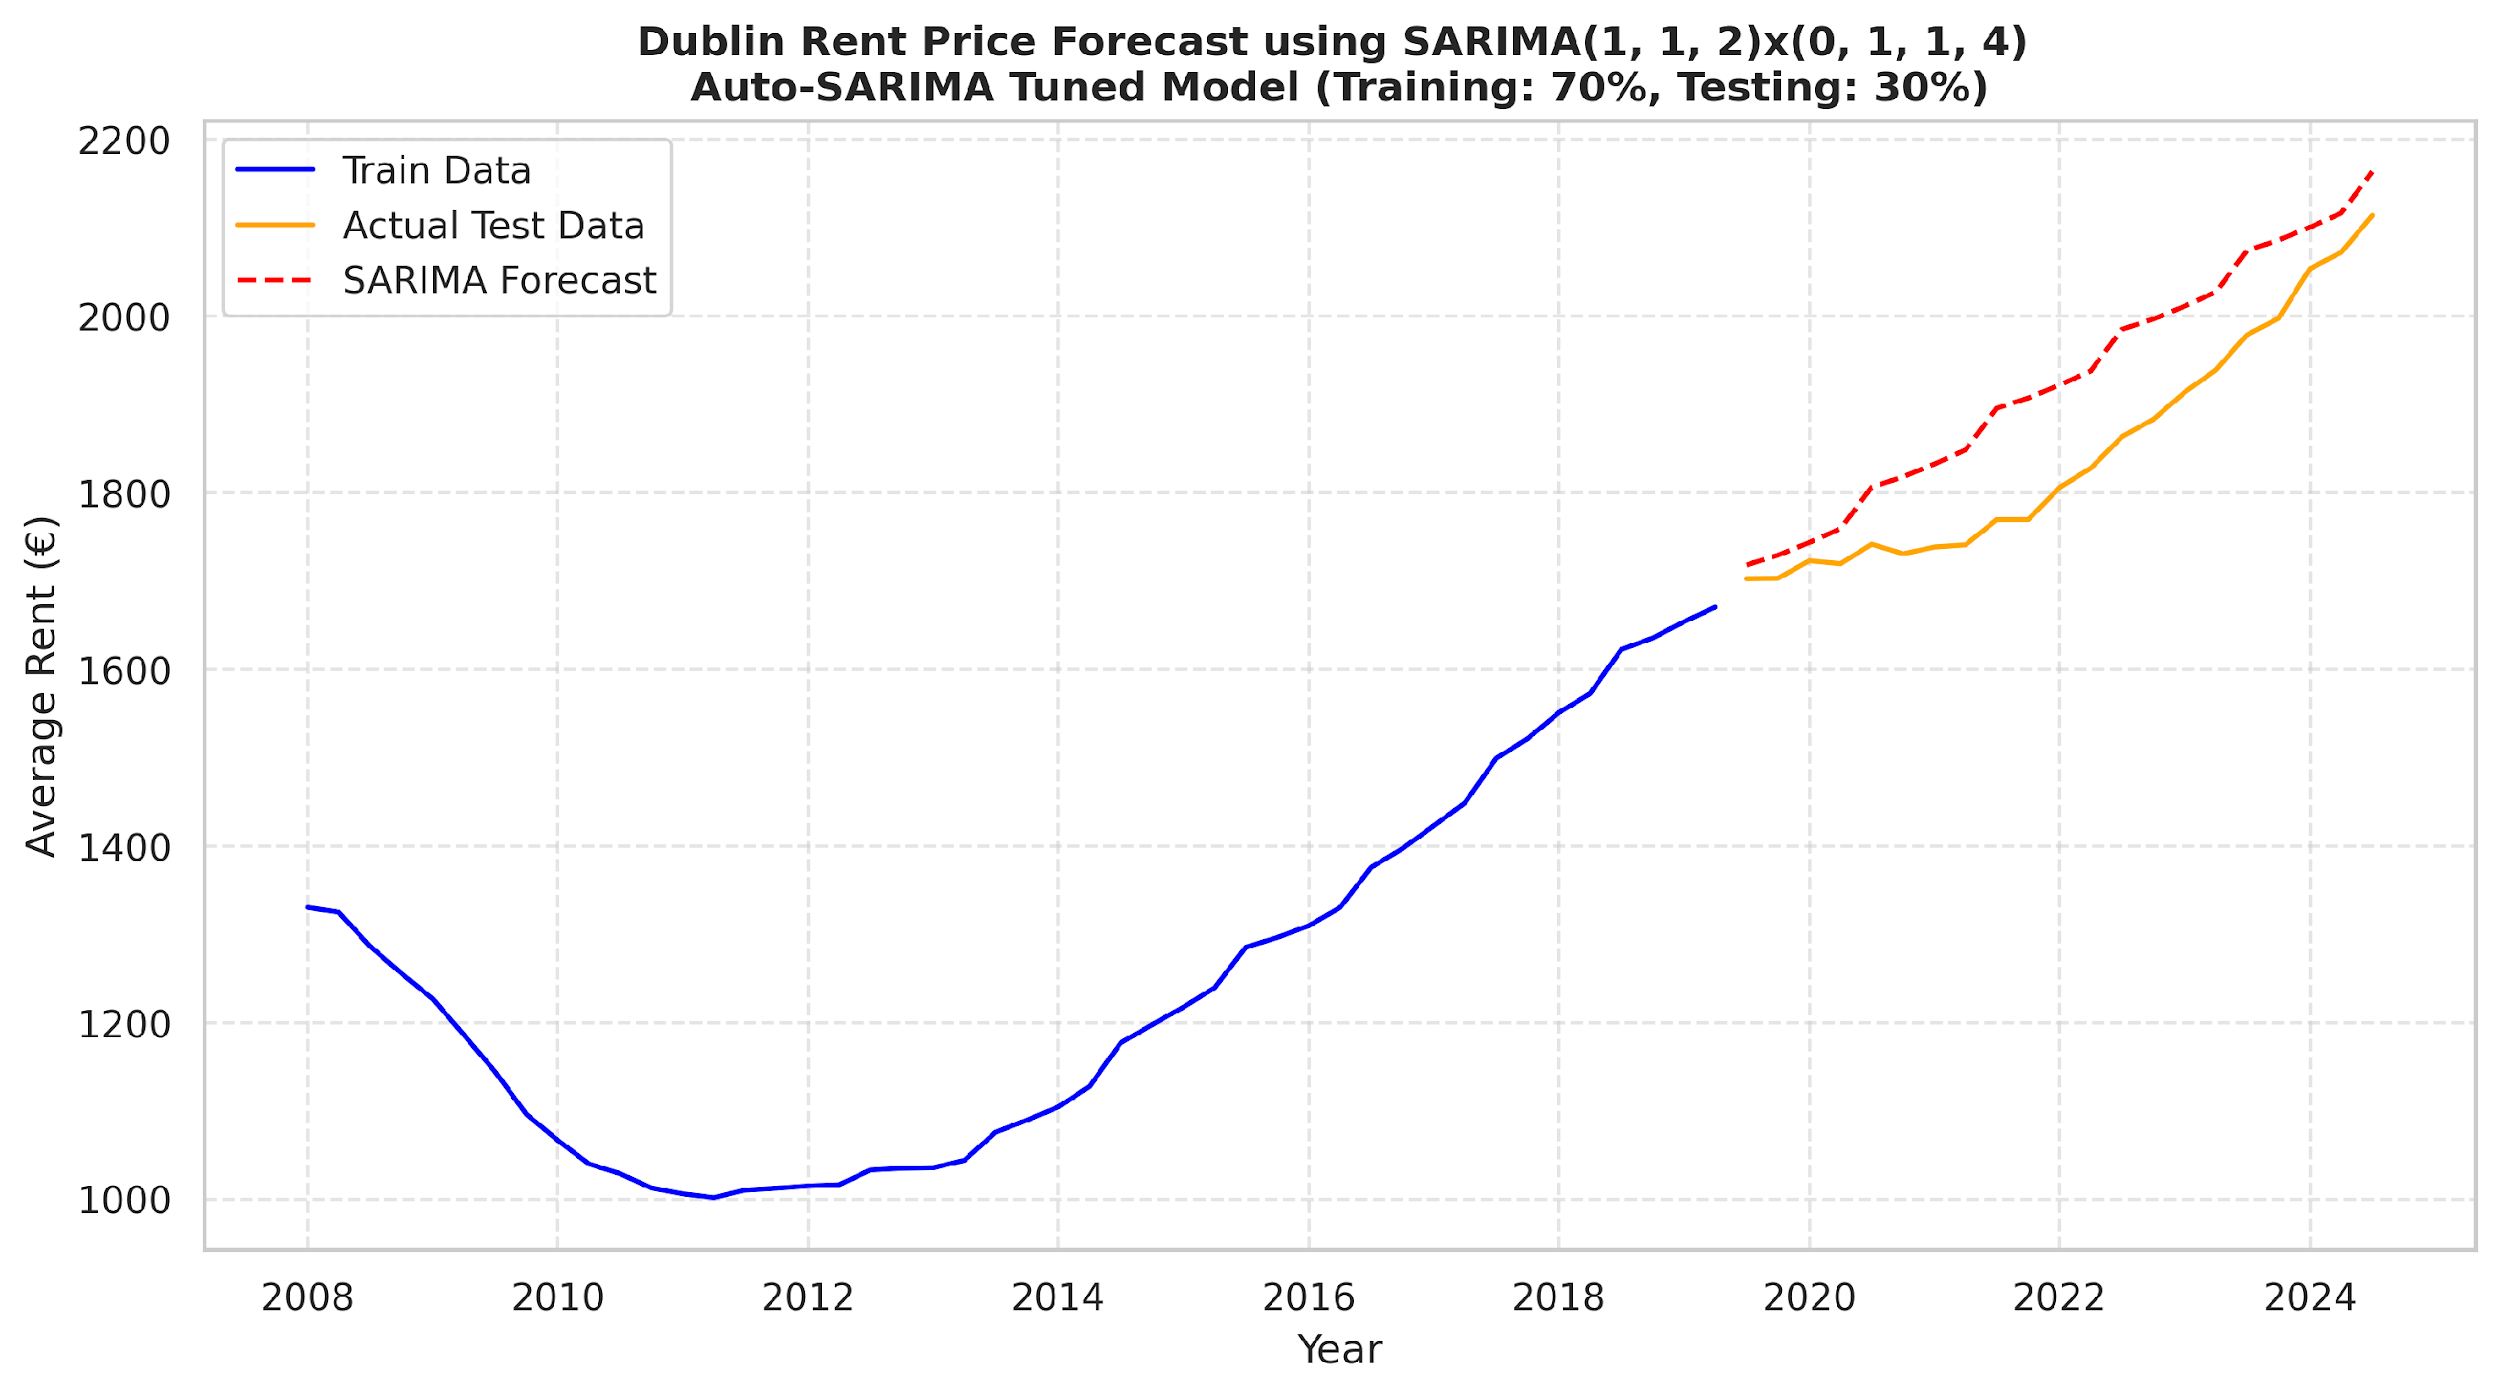 Dublin Rent Price Forecast using SARIMA(1, 1, 2)x(0, 1, 1, 4)
Auto-SARIMA Tuned Model (Training: 70%, Testing: 30%)
Train Data
Actual Test Data
SARIMA Forecast
Average Rent (€)
2200
2000
1800
1600
1400
1200
1000
2008 2010 2012 2014 2016 2018 2020 2022 2024
Year